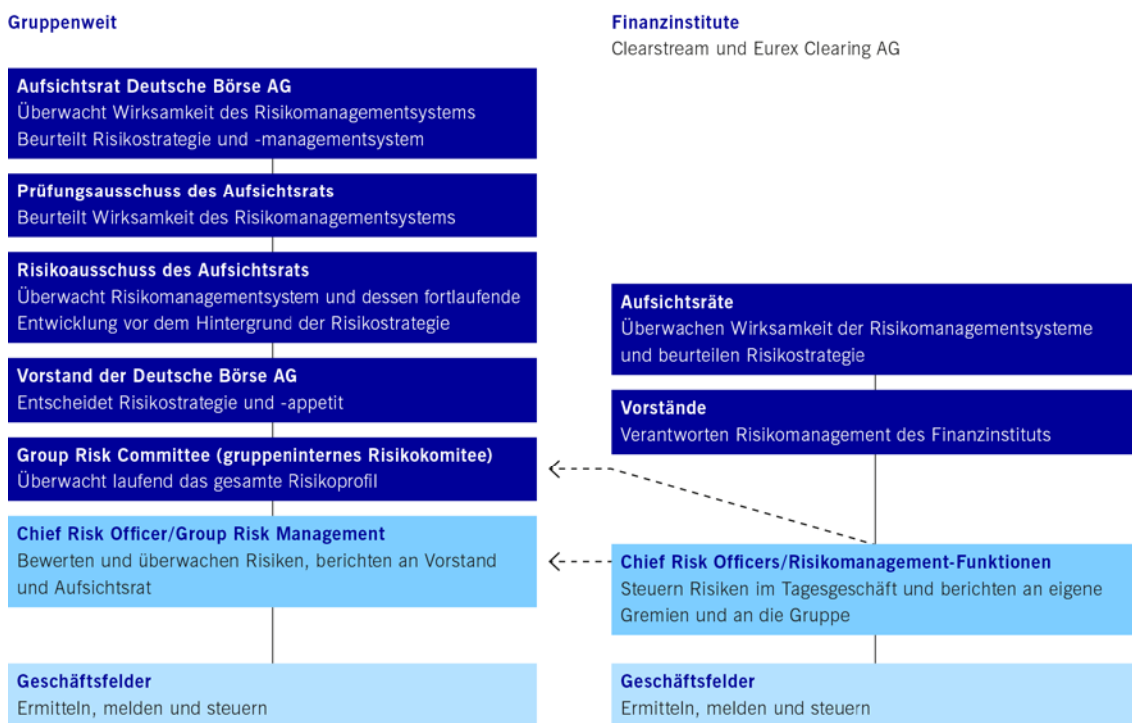 Gruppenweit
Aufsichtsrat Deutsche Börse AG
Überwacht Wirksamkeit des Risikomanagementsystems
Beurteilt Risikostrategie und -managementsystem
Prüfungsausschuss des Aufsichtsrats
Beurteilt Wirksamkeit des Risikomanagementsystems
Risikoausschuss des Aufsichtsrats
Überwacht Risikomanagementsystem und dessen fortlaufende
Entwicklung vor dem Hintergrund der Risikostrategie
Vorstand der Deutsche Börse AG
Entscheidet Risikostrategie und -appetit
Group Risk Committee (gruppeninternes Risikokomitee)
Überwacht laufend das gesamte Risikoprofil
Chief Risk Officer/Group Risk Management
Bewerten und überwachen Risiken, berichten an Vorstand
und Aufsichtsrat
Geschäftsfelder
Ermitteln, melden und steuern
Finanzinstitute
Clearstream und Eurex Clearing AG
Aufsichtsräte
Überwachen Wirksamkeit der Risikomanagementsysteme
und beurteilen Risikostrategie
Vorstände
Verantworten Risikomanagement des Finanzinstituts
Chief Risk Officers/Risikomanagement-Funktionen
Steuern Risiken im Tagesgeschäft und berichten an eigene
Gremien und an die Gruppe
Geschäftsfelder
Ermitteln, melden und steuern